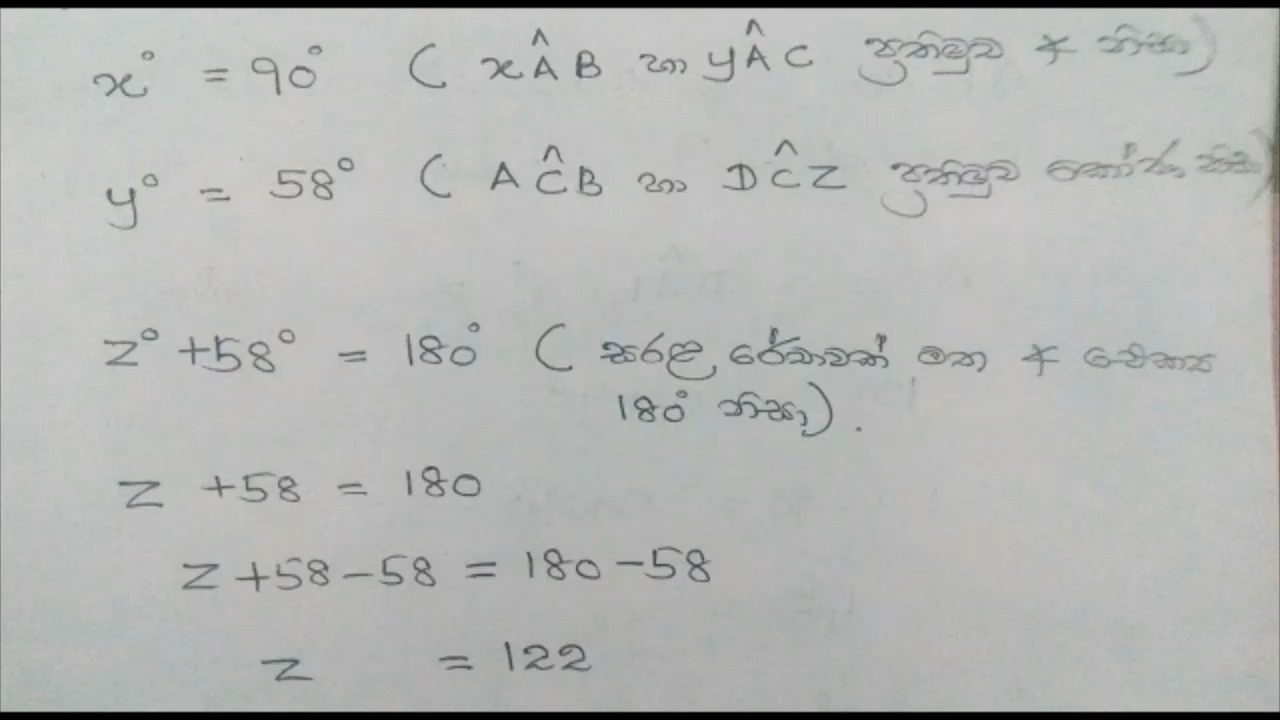 x° = 90° ( xÂB හා yÂC ප්‍රතිමුඛ ∢ නිසා)
y° = 58° ( AĈB හා DĈZ ප්‍රතිමුඛ කෝණ නිසා)
z° +58° = 180° ( සරල රේඛාවක් මත ∢ ඓක්‍ය
180° නිසා).
z +58 = 180
z +58-58 = 180-58
z = 122